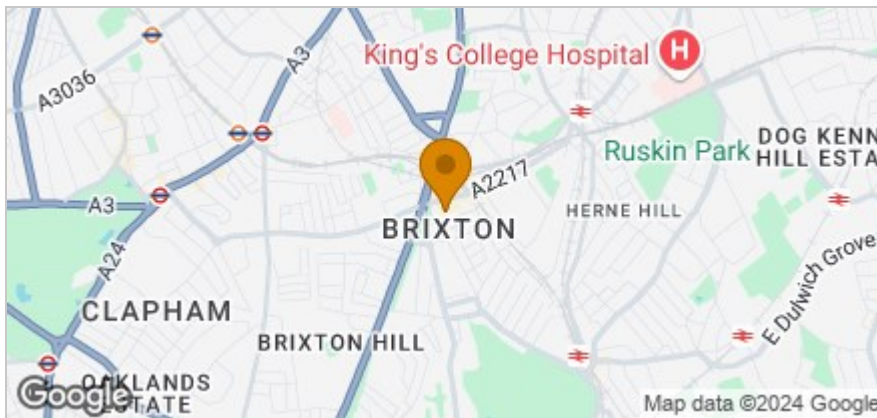 A3036
A3
King's College Hospital
H
A2217
Ruskin Park
DOG KENN
HILL ESTA
A3
BRIXTON
HERNE HILL
A24
CLAPHAM
BRIXTON HILL
E Dulwich Grove
OAKLANDS
ESTATE
Google
Map data ©2024 Google